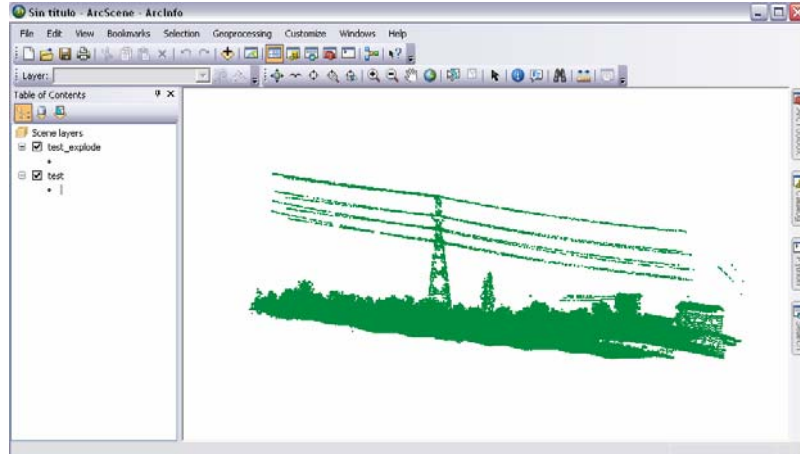 Sin título - ArcScene - ArcInfo
File Edit View Bookmarks Selection Geoprocessing Customize Windows Help
Layer:
Table of Contents
Scene layers
test_explode
test